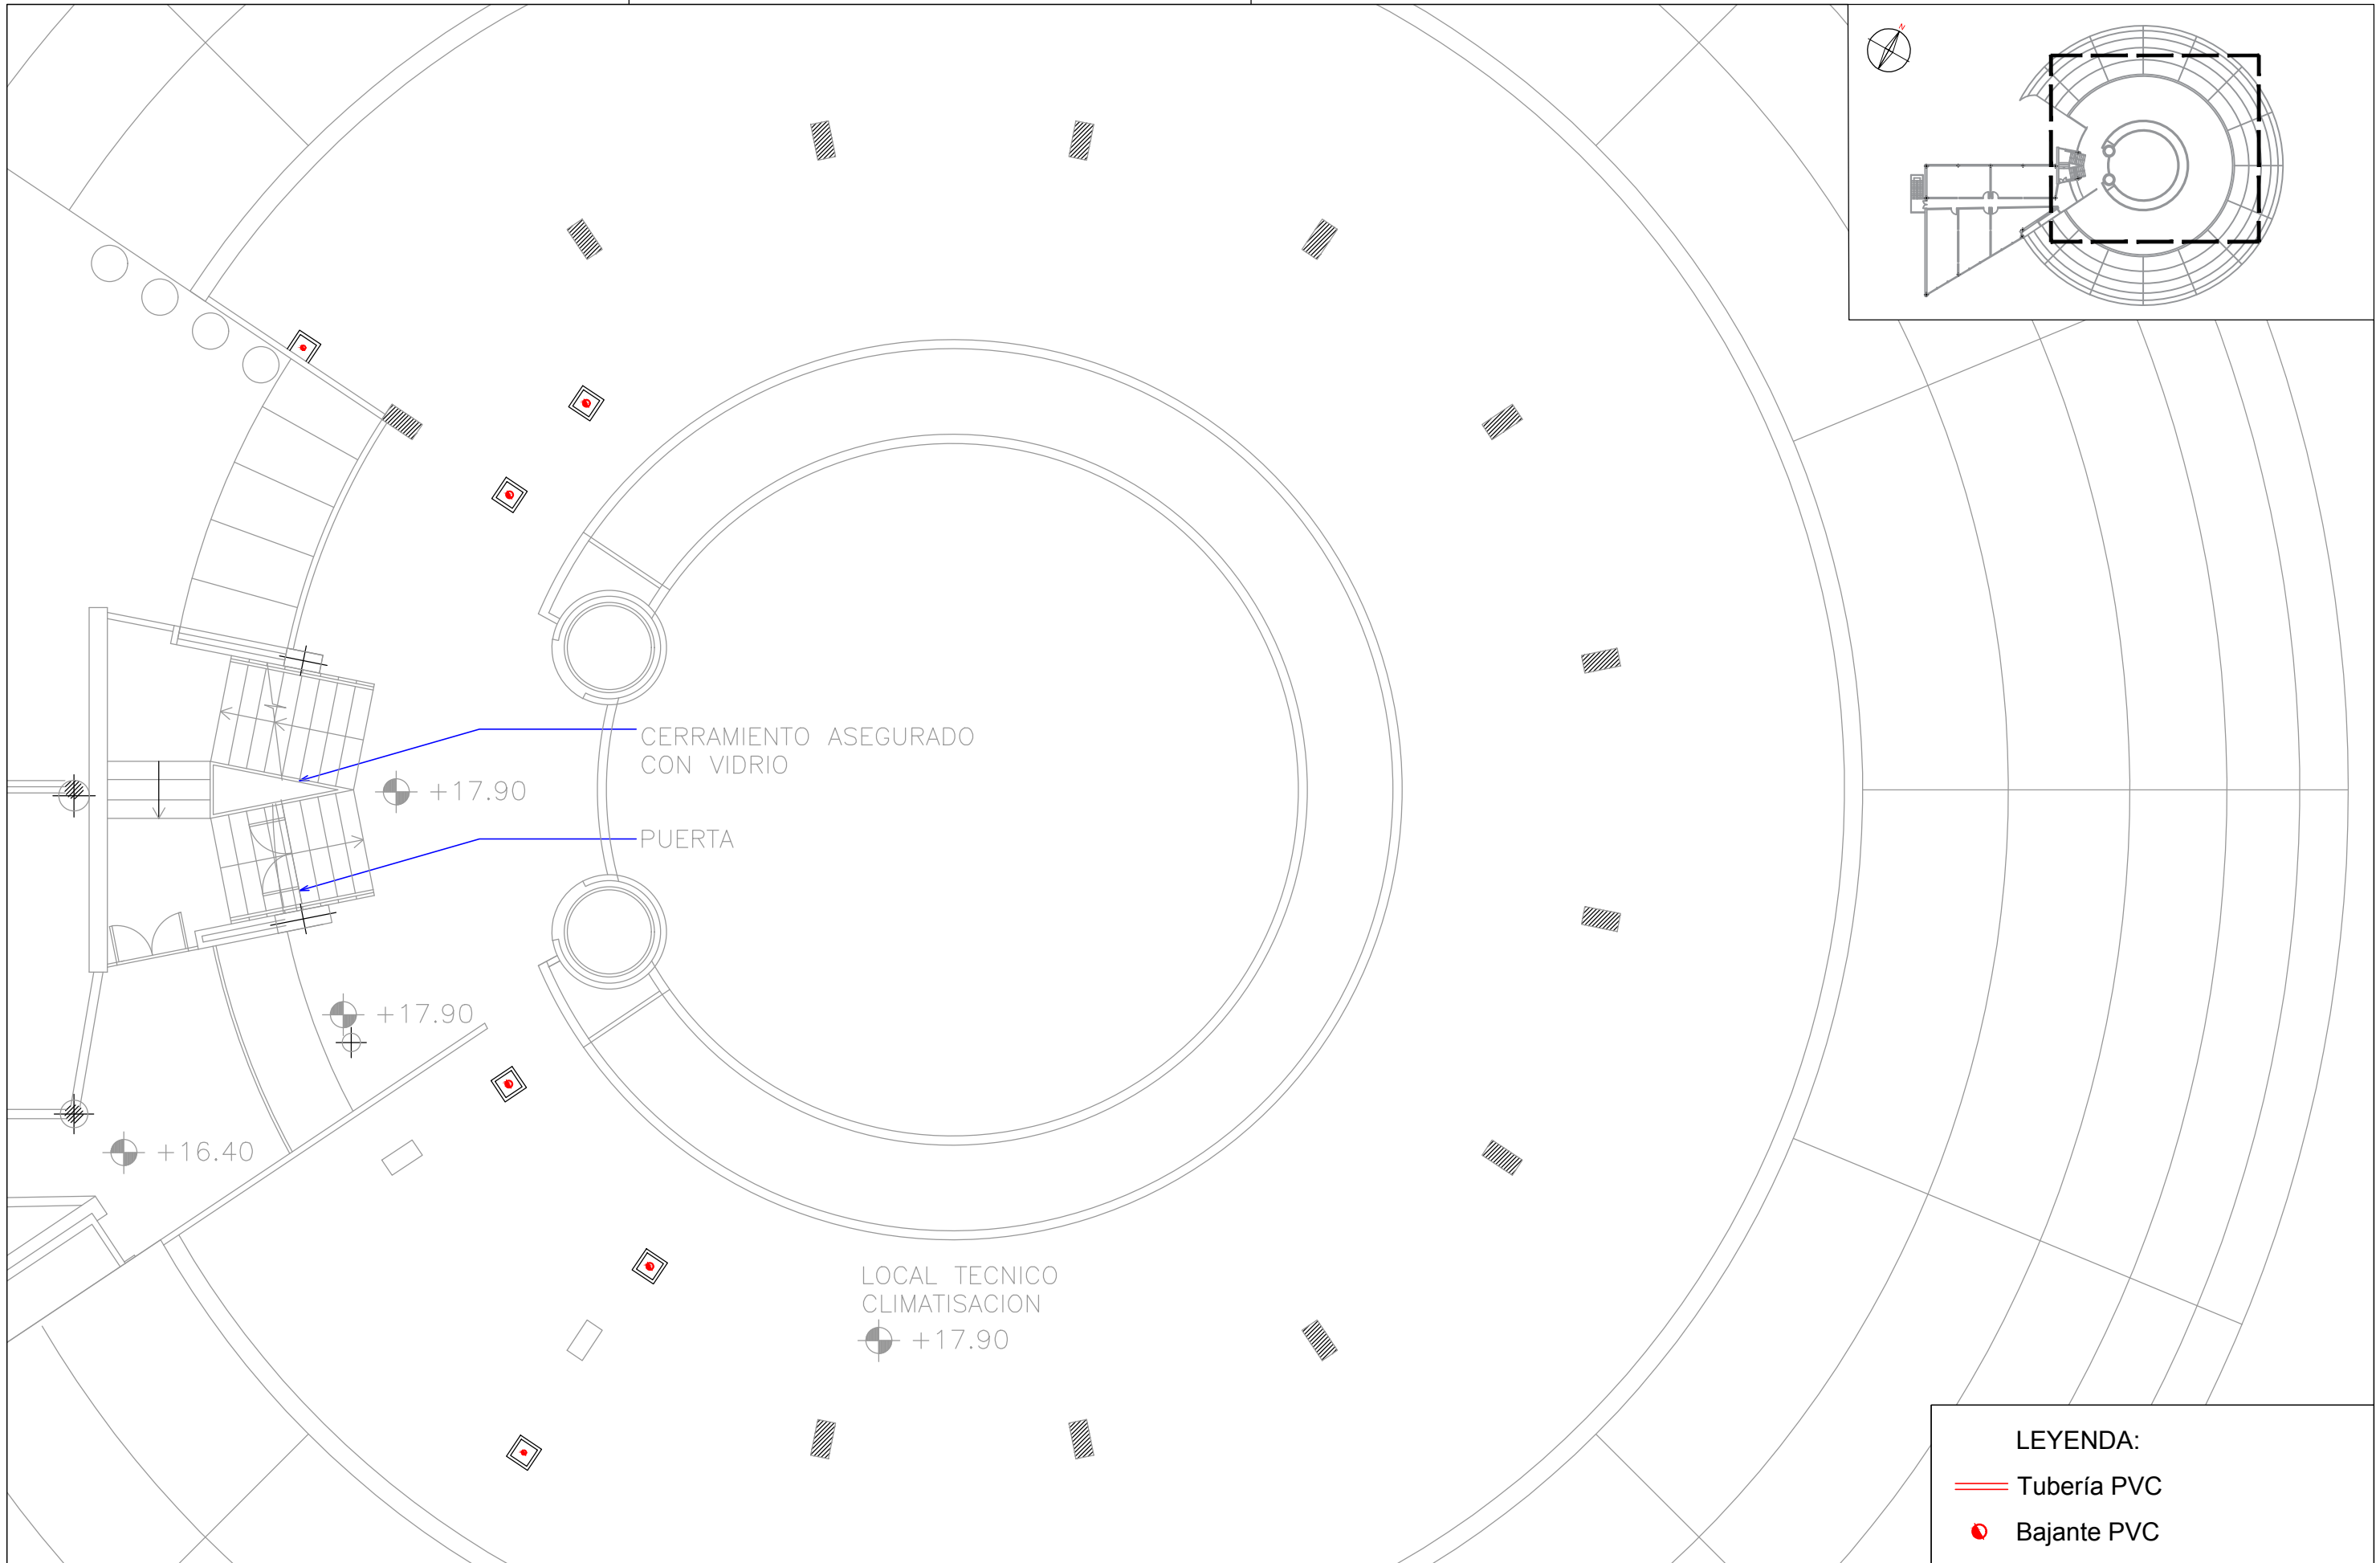 N
CERRAMIENTO ASEGURADO
CON VIDRIO
+17.90
PUERTA
+17.90
+16.40
LOCAL TECNICO
CLIMATISACION
+17.90
LEYENDA:
Tubería PVC
Bajante PVC